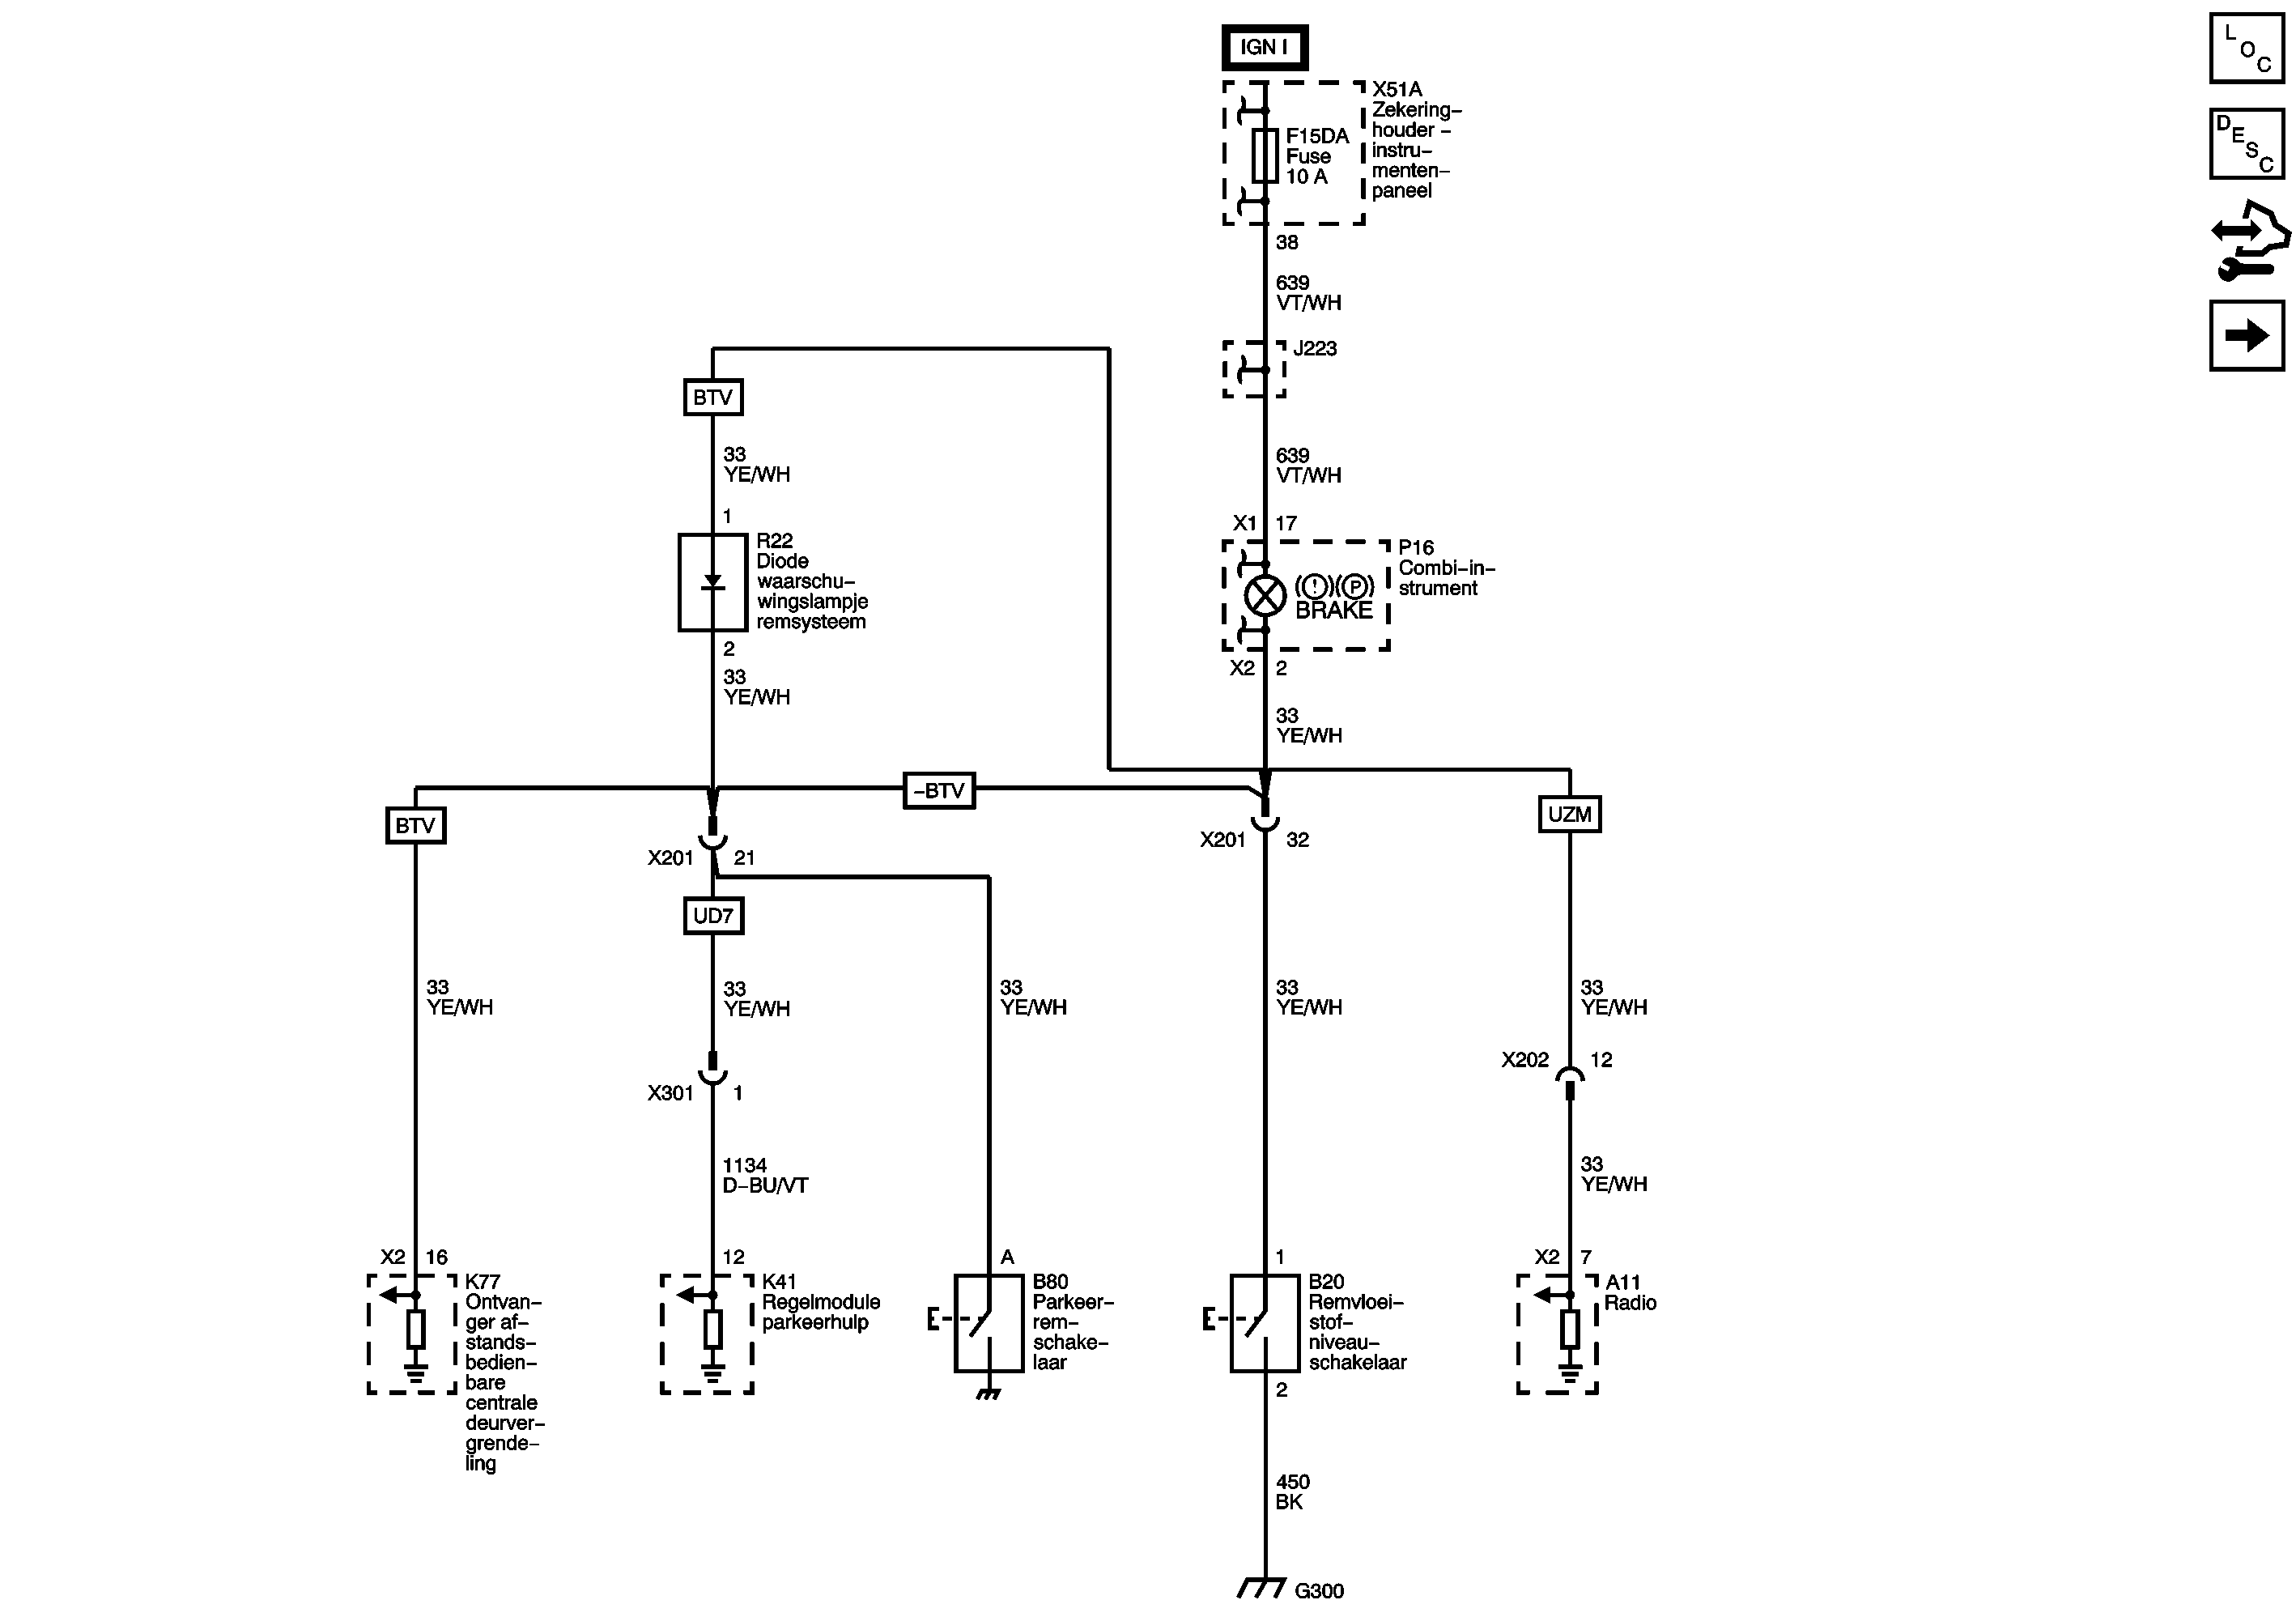 IGN I
L
O
C
X51A
Zekering–
houder –
instru–
menten–
paneel
F15DA
Fuse
10 A
D
E
S
C
38
639
VT/WH
J223
BTV
33
YE/WH
639
VT/WH
1
X1 17
R22
Diode
waarschu–
wingslampje
remsysteem
P16
Combi–in–
strument
(!)(P)
BRAKE
2
X2 2
33
YE/WH
33
YE/WH
–BTV
BTV
UZM
X201 21
X201 32
UD7
33
YE/WH
33
YE/WH
33
YE/WH
33
YE/WH
33
YE/WH
X202 12
X301 1
1134
D–BU/VT
33
YE/WH
X2 16
12
A
1
X2 7
K77
Ontvan–
ger af–
stands–
bedien–
bare
centrale
deurver–
grende–
ling
K41
Regelmodule
parkeerhulp
B80
Parkeer–
rem–
schake–
laar
B20
Remvloei–
stof–
niveau–
schakelaar
A11
Radio
2
450
BK
G300